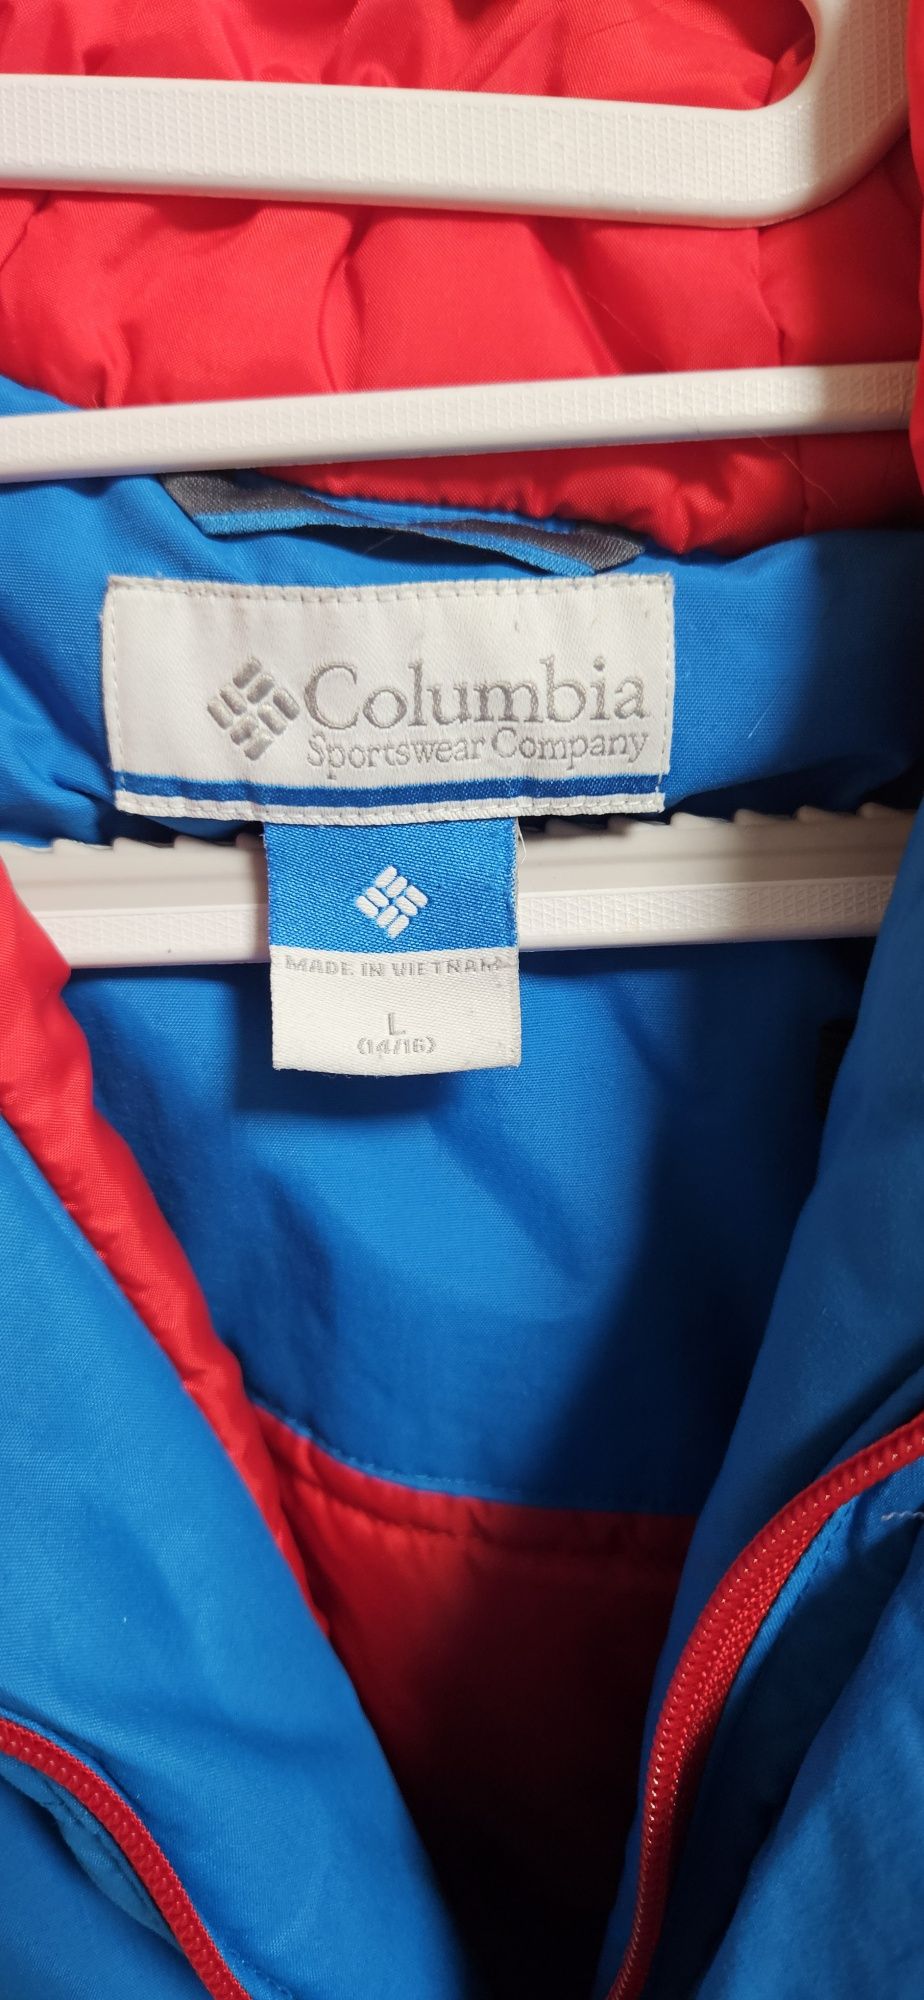 Columbia
Sportswear Company
MADE IN VIETNAM
L
(14/16)